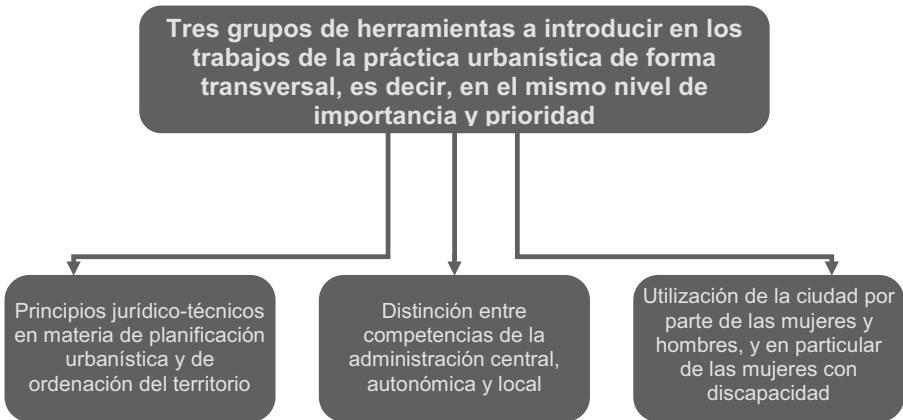 Tres grupos de herramientas a introducir en los
trabajos de la práctica urbanística de forma
transversal, es decir, en el mismo nivel de
importancia y prioridad
Principios jurídico-técnicos
en materia de planificación
urbanística y de
ordenación del territorio
Distinción entre
competencias de la
administración central,
autonómica y local
Utilización de la ciudad por
parte de las mujeres y
hombres, y en particular
de las mujeres con
discapacidad